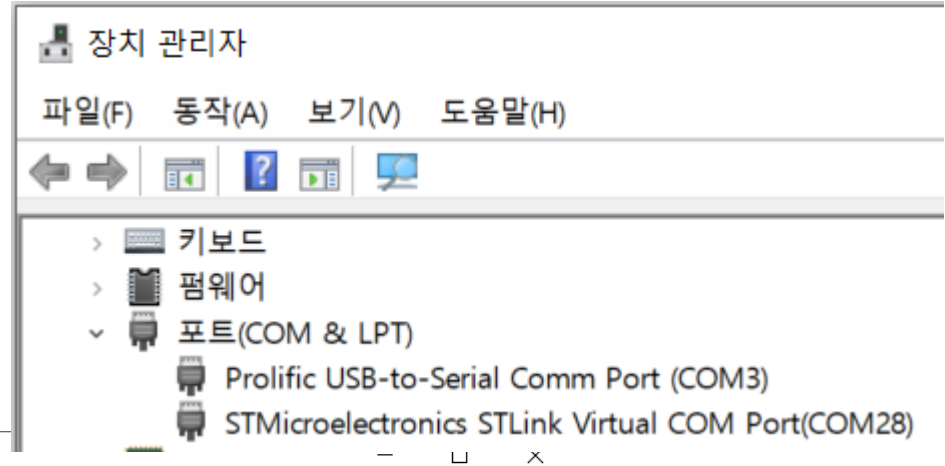 장치 관리자
파일(F) 동작(A) 보기(V) 도움말(H)
키보드
펌웨어
포트(COM & LPT)
Prolific USB-to-Serial Comm Port (COM3)
STMicroelectronics STLink Virtual COM Port(COM28)